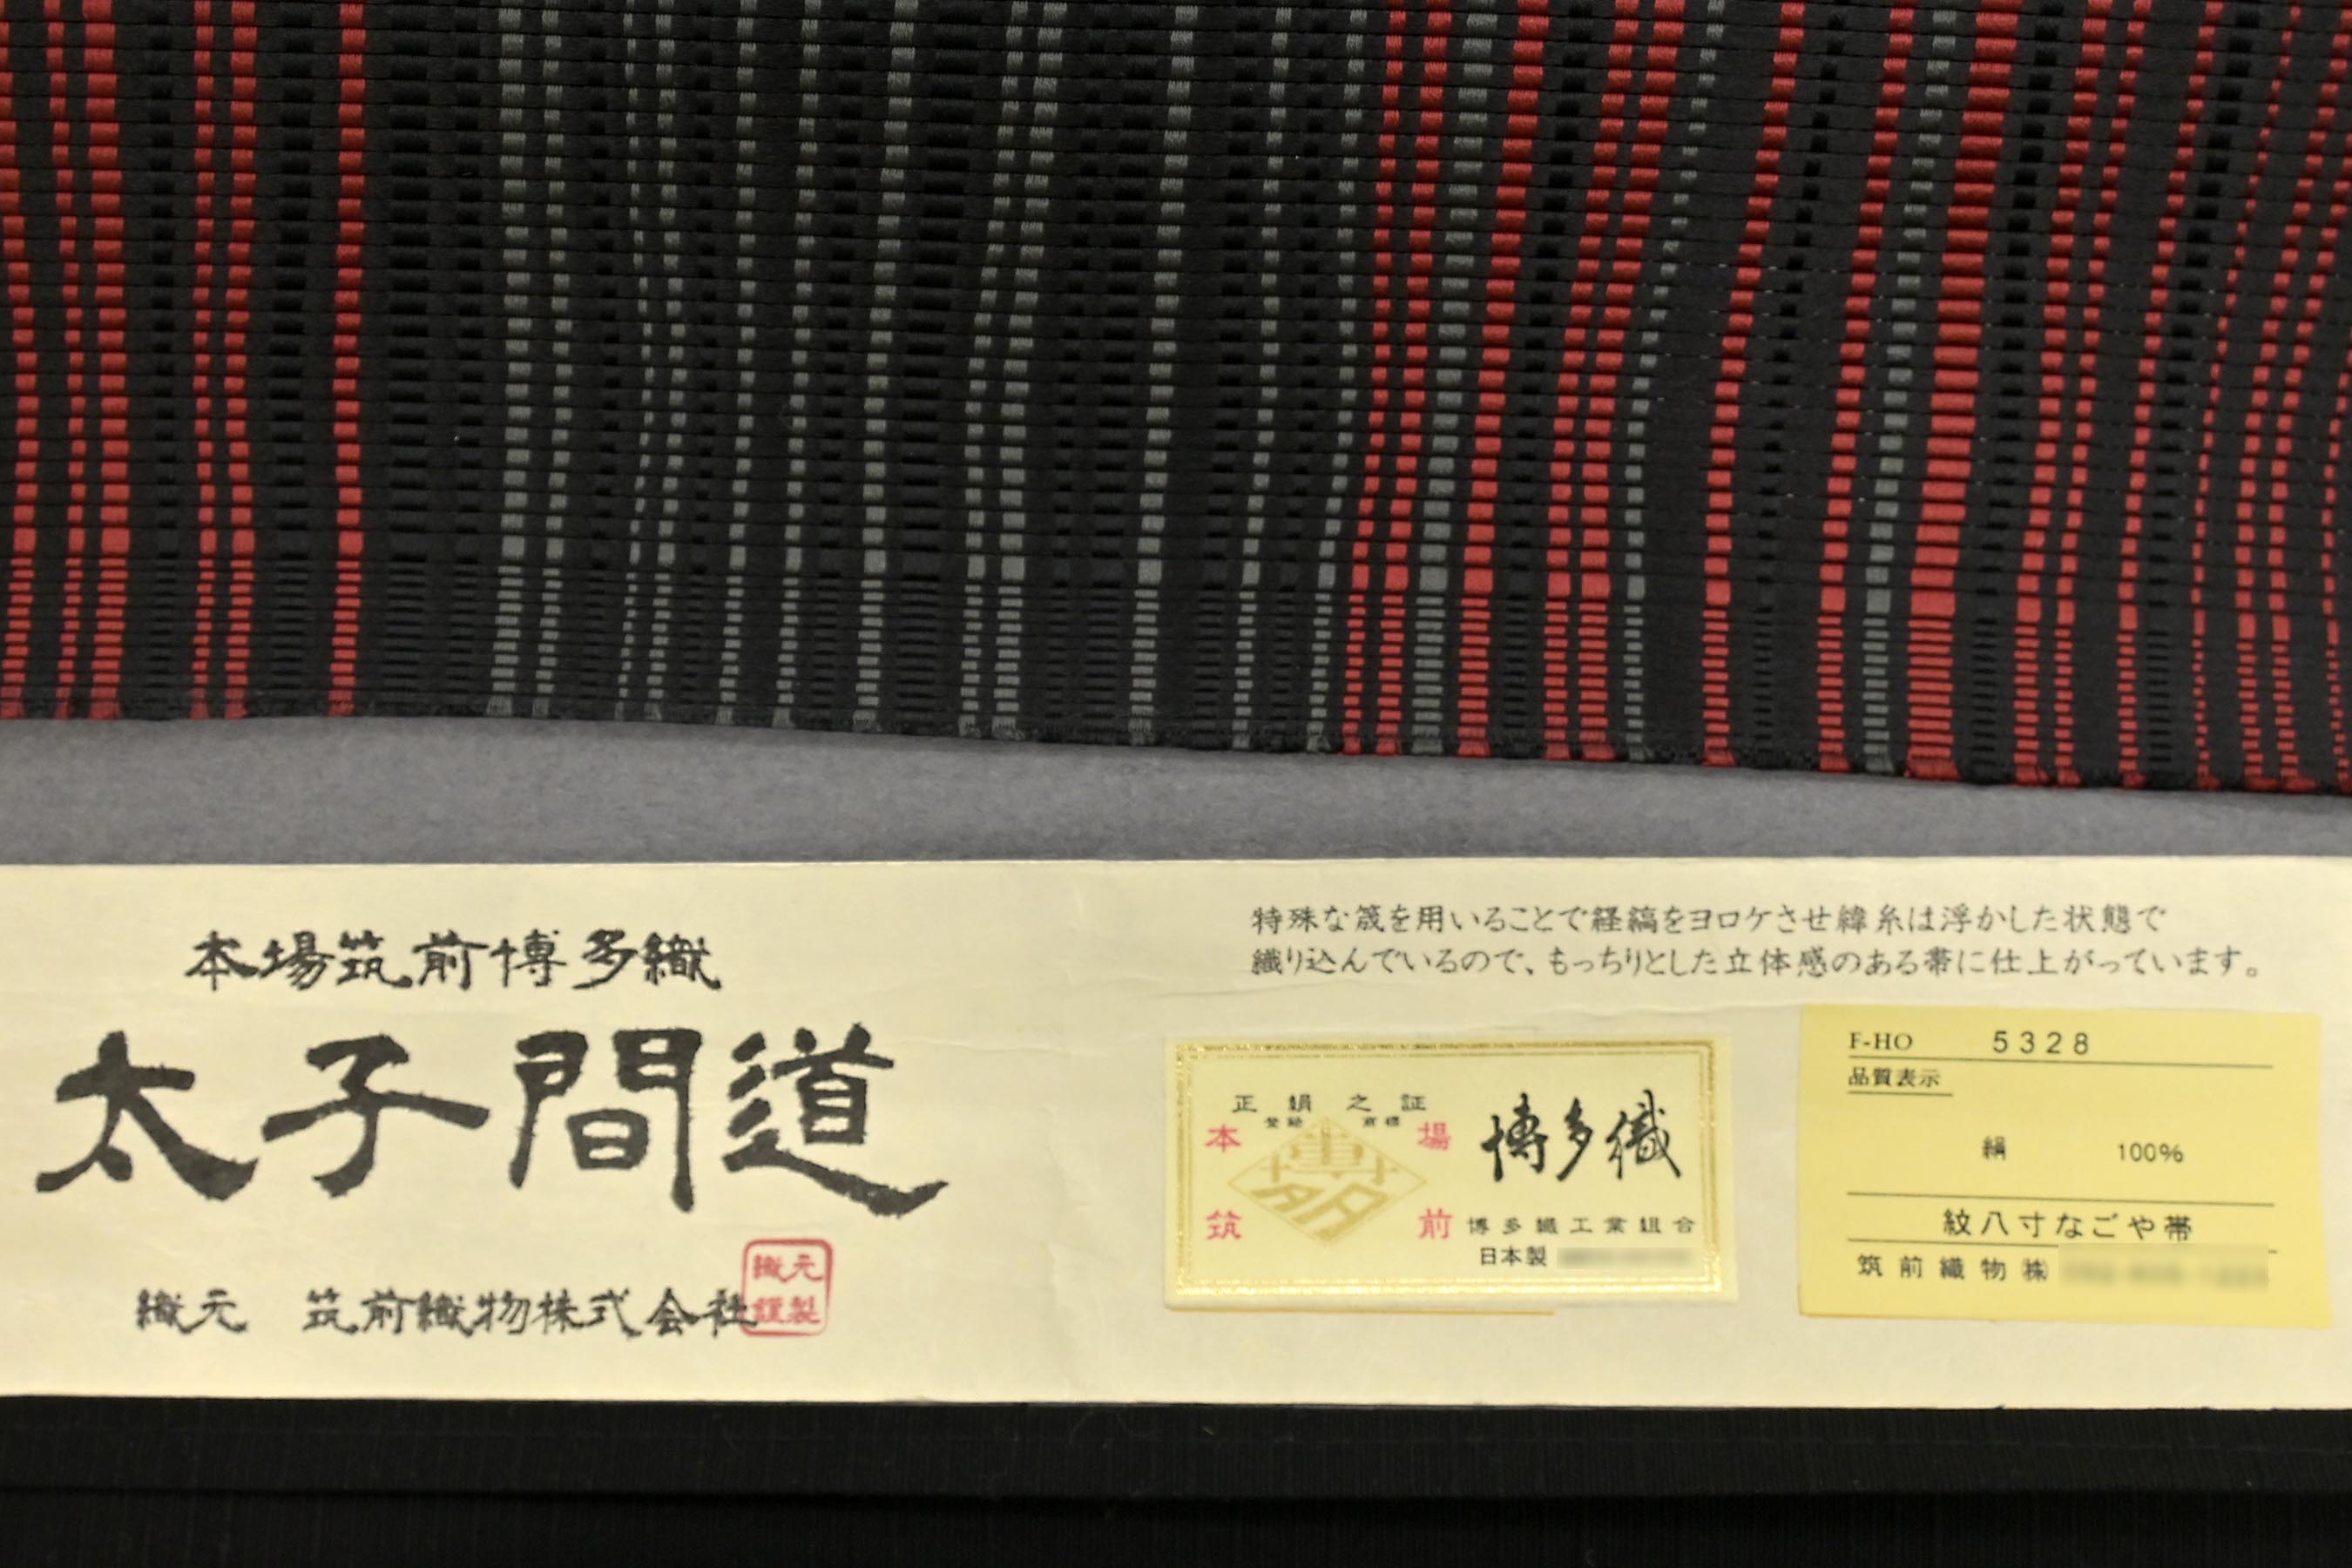 本場筑前博多織
太子間道
織元 筑前織物株式会社
織元
謹製
特殊な筬を用いることで経縞をヨロケさせ緯糸は浮かした状態で
織り込んでいるので、もっちりとした立体感のある帯に仕上がっています。
正絹之証
登録 商標
本場
筑前
博多織
博多織工業組合
日本製
F-HO 5328
品質表示
絹 100%
紋八寸なごや帯
筑前織物㈱